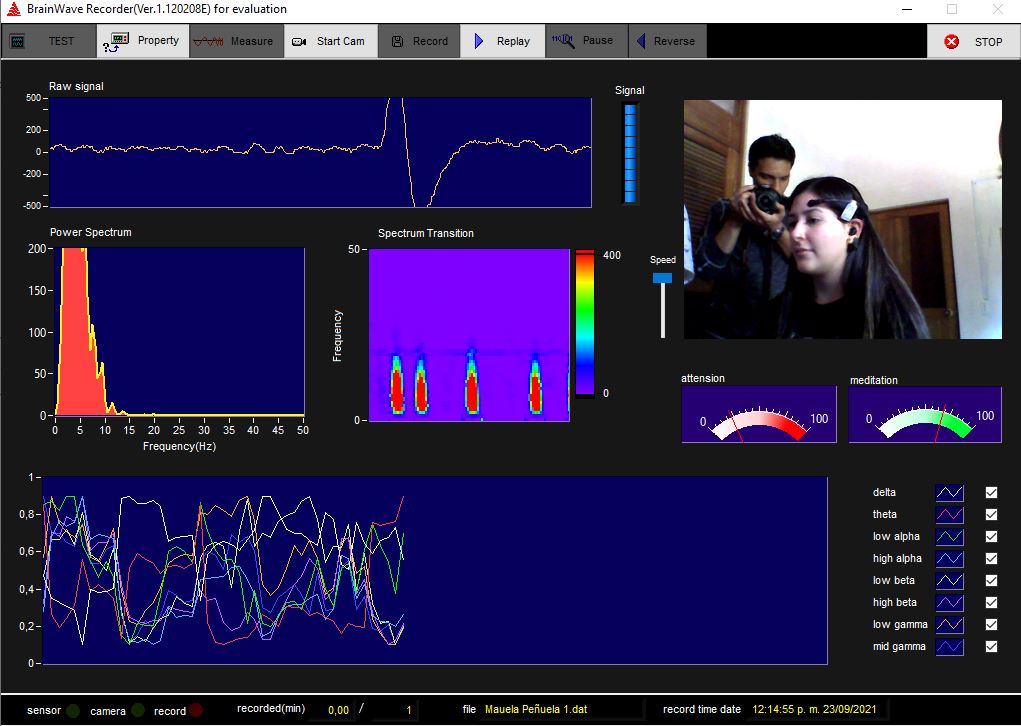 BrainWave Recorder(Ver.1.120208E) for evaluation
TEST Property Measure Start Cam Record Replay Pause Reverse STOP
Raw signal
500
200
0
-200
-500
Signal
Power Spectrum
200
150
100
50
0
0 5 10 15 20 25 30 35 40 45 50
Frequency(Hz)
Spectrum Transition
50
Frequency
0
400
0
Speed
attension
0 100
meditation
0 100
1
0,8
0,6
0,4
0,2
0
delta
theta
low alpha
high alpha
low beta
high beta
low gamma
mid gamma
sensor camera record recorded(min) 0,00 / 1 file Mauela Peñuela 1.dat record time date 12:14:55 p. m. 23/09/2021